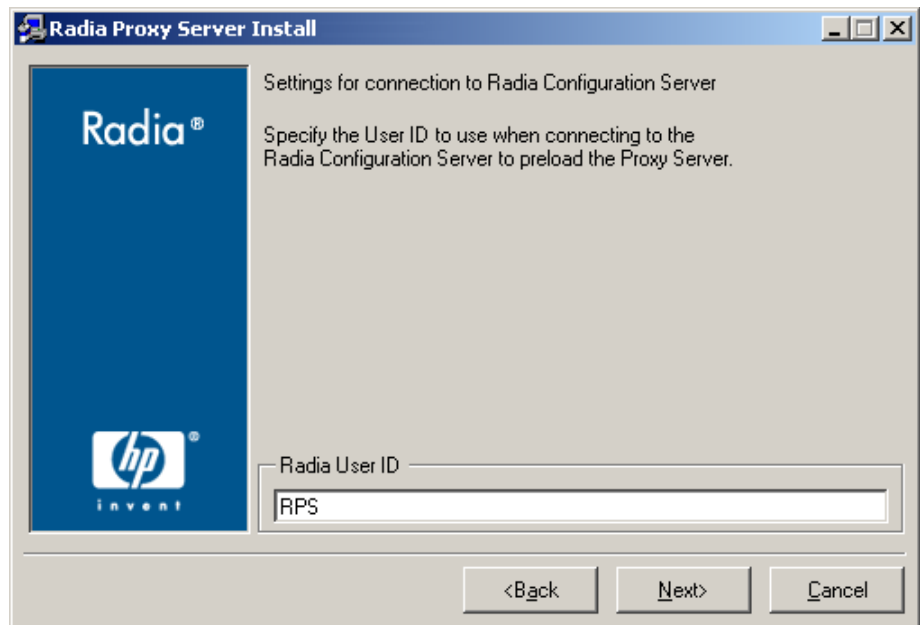 Radia Proxy Server Install
Radia®
Settings for connection to Radia Configuration Server
Specify the User ID to use when connecting to the
Radia Configuration Server to preload the Proxy Server.
hp®
invent
Radia User ID
RPS
<Back
Next>
Cancel